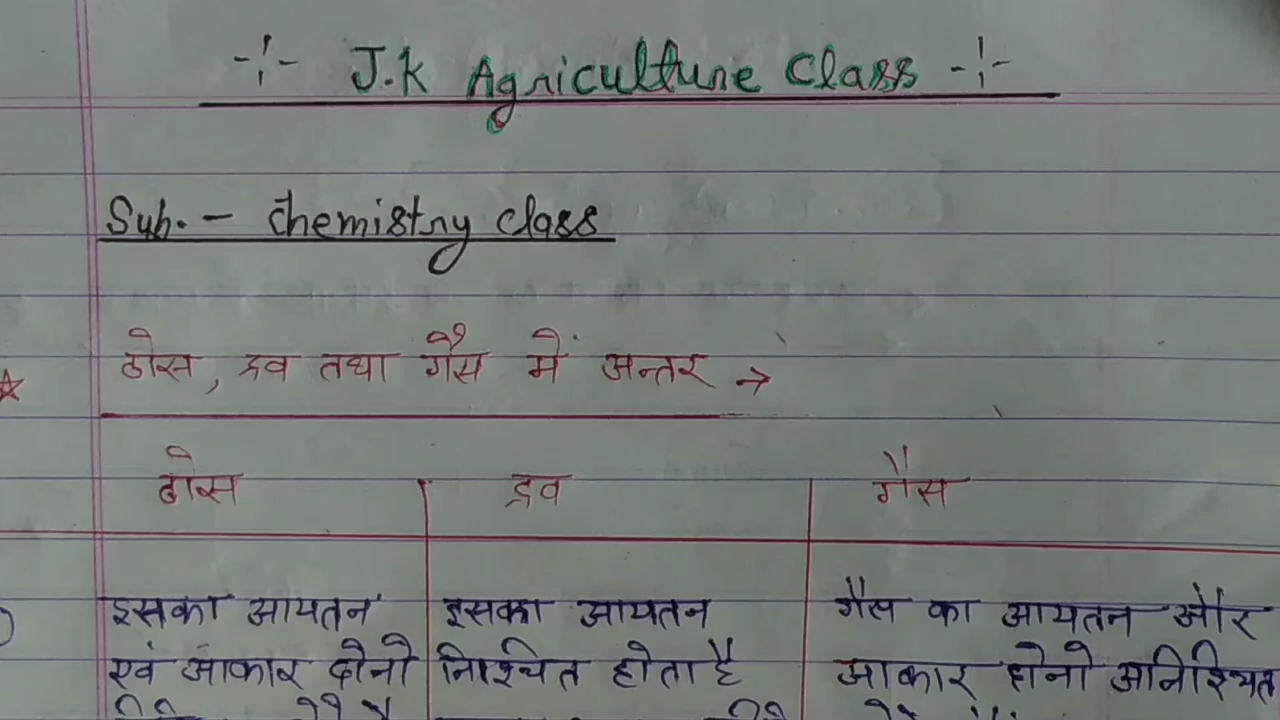 J.K Agriculture Class
Sub. - Chemistry class
ठोस, द्रव तथा गैस में अन्तर →
ठोस द्रव गैस
इसका आयतन इसका आयतन गैस का आयतन और
एवं आकार दोनो निश्चित होता है आकार दोनो अनिश्चित